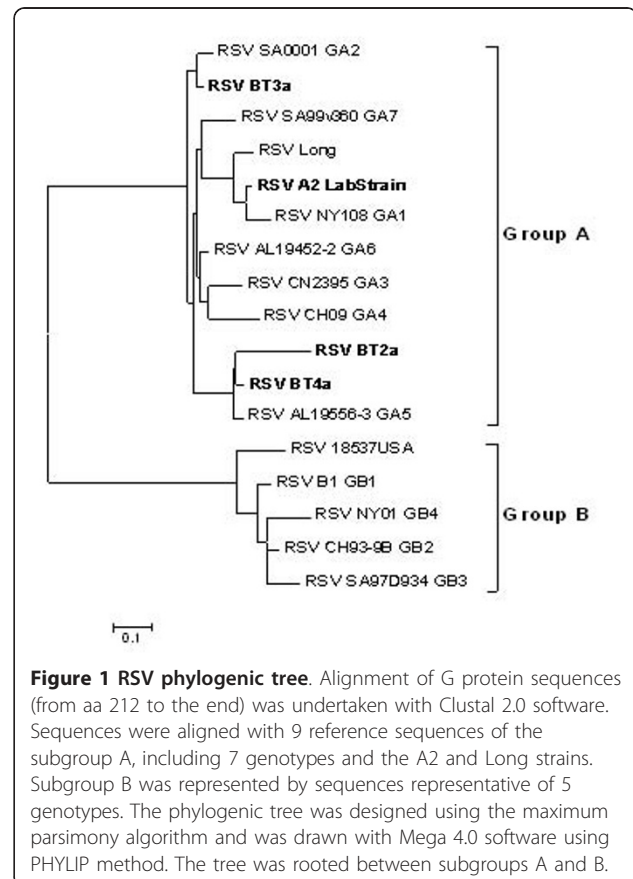 RSV SA0001 GA2
RSV BT3a
RSV SA99v360 GA7
RSV Long
RSV A2 LabStrain
RSV NY108 GA1
Group A
RSV AL19452-2 GA6
RSV CN2395 GA3
RSV CH09 GA4
RSV BT2a
RSV BT4a
RSV AL19556-3 GA5
RSV 18537USA
RSV B1 GB1
RSV NY01 GB4
Group B
RSV CH93-9B GB2
RSV SA97D934 GB3
0.1
Figure 1 RSV phylogenic tree. Alignment of G protein sequences
(from aa 212 to the end) was undertaken with Clustal 2.0 software.
Sequences were aligned with 9 reference sequences of the
subgroup A, including 7 genotypes and the A2 and Long strains.
Subgroup B was represented by sequences representative of 5
genotypes. The phylogenic tree was designed using the maximum
parsimony algorithm and was drawn with Mega 4.0 software using
PHYLIP method. The tree was rooted between subgroups A and B.